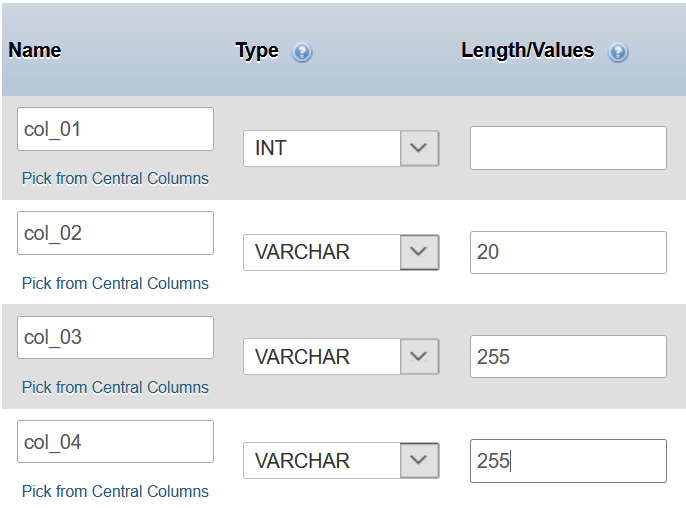 Name Type Length/Values
col_01
INT
Pick from Central Columns
col_02
VARCHAR 20
Pick from Central Columns
col_03
VARCHAR 255
Pick from Central Columns
col_04
VARCHAR 255
Pick from Central Columns